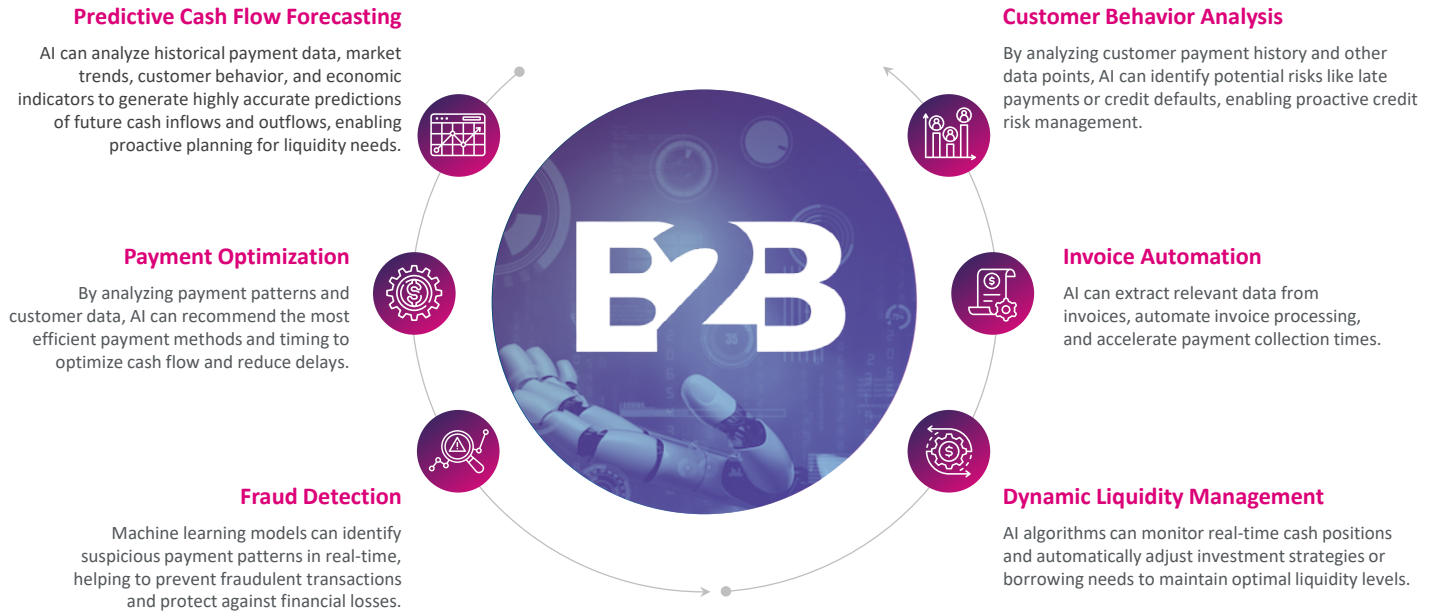 Predictive Cash Flow Forecasting
AI can analyze historical payment data, market
trends, customer behavior, and economic
indicators to generate highly accurate predictions
of future cash inflows and outflows, enabling
proactive planning for liquidity needs.
Payment Optimization
By analyzing payment patterns and
customer data, AI can recommend the most
efficient payment methods and timing to
optimize cash flow and reduce delays.
Fraud Detection
Machine learning models can identify
suspicious payment patterns in real-time,
helping to prevent fraudulent transactions
and protect against financial losses.
B2B
35
Customer Behavior Analysis
By analyzing customer payment history and other
data points, AI can identify potential risks like late
payments or credit defaults, enabling proactive credit
risk management.
Invoice Automation
AI can extract relevant data from
invoices, automate invoice processing,
and accelerate payment collection times.
Dynamic Liquidity Management
AI algorithms can monitor real-time cash positions
and automatically adjust investment strategies or
borrowing needs to maintain optimal liquidity levels.